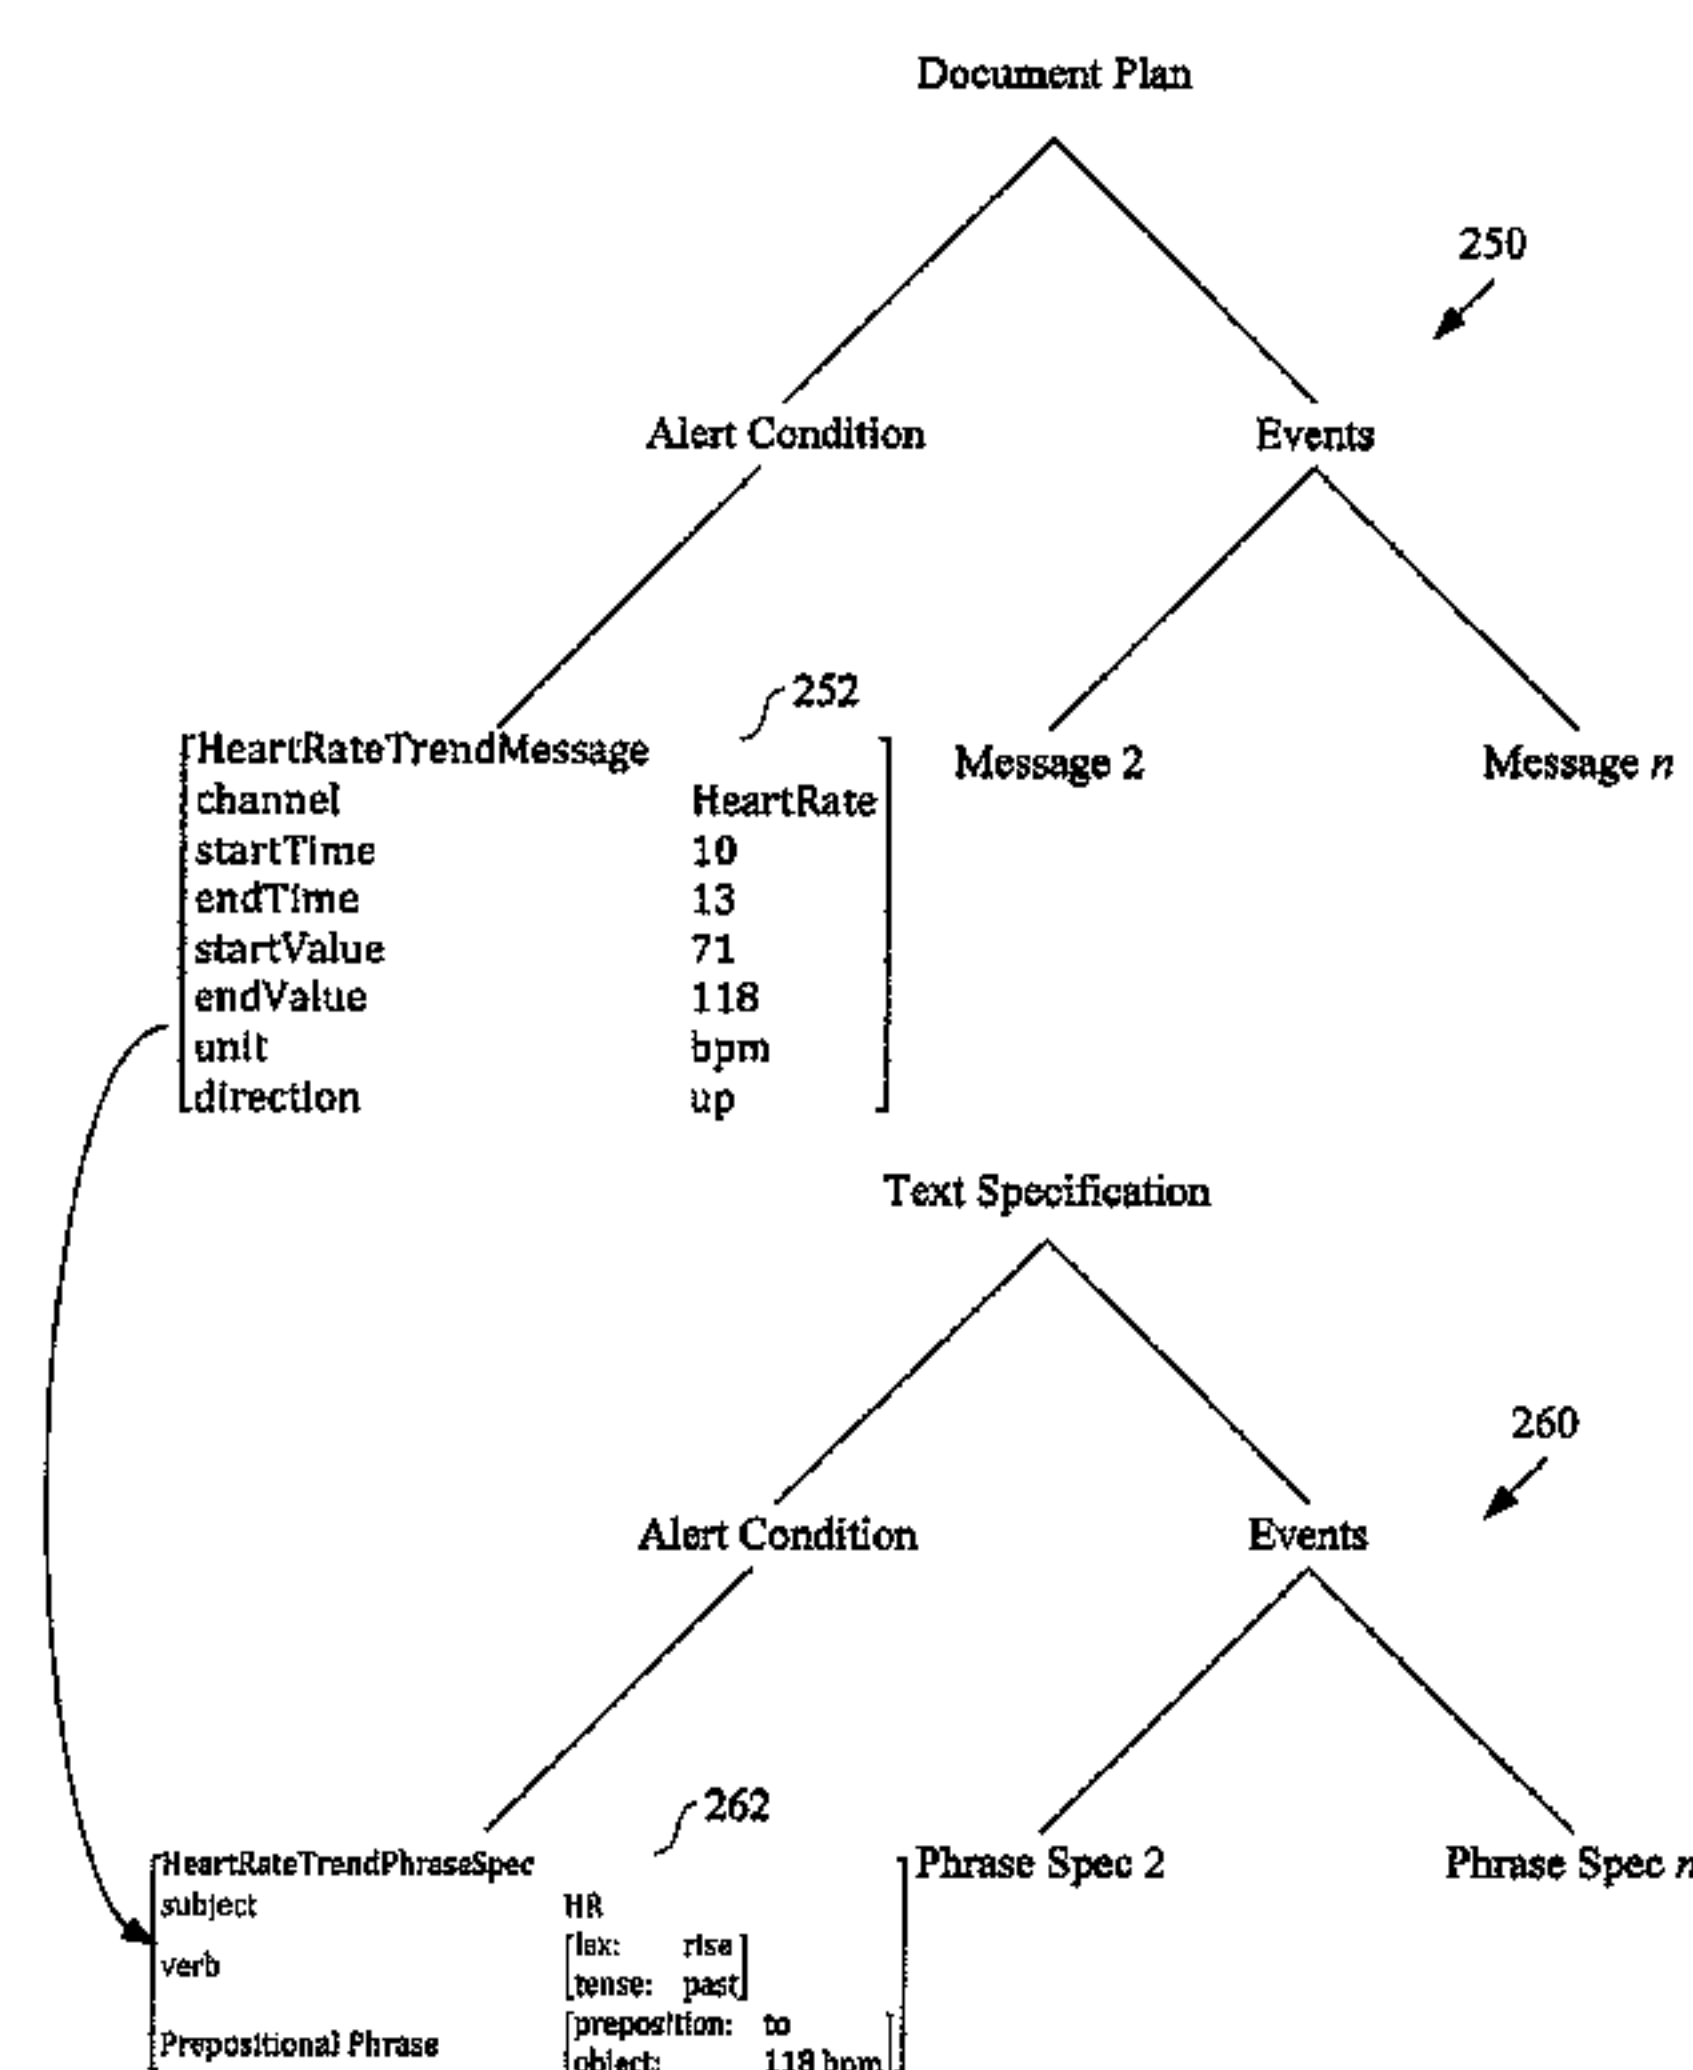 Document Plan
250
Alert Condition
Events
252
HeartRateTrendMessage
channel HeartRate
startTime 10
endTime 13
startValue 71
endValue 118
unit bpm
direction up
Message 2
Message n
Text Specification
260
Alert Condition
Events
262
HeartRateTrendPhraseSpec
subject HR
verb
lex: rise
tense: past
Prepositional Phrase
preposition: to
object: 118 bpm
Phrase Spec 2
Phrase Spec n